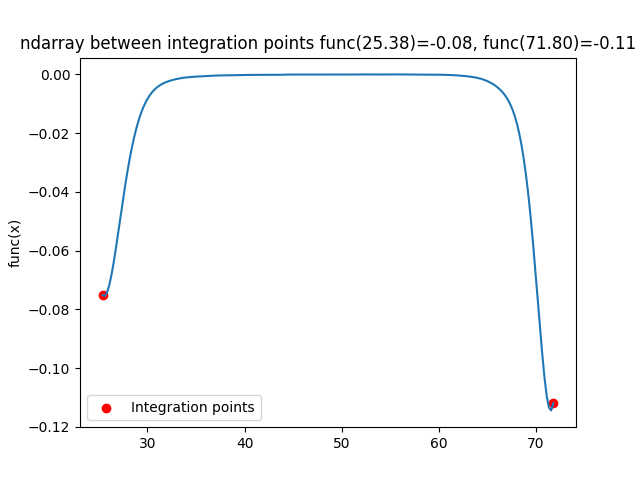 ndarray between integration points func(25.38)=-0.08, func(71.80)=-0.11
0.00
−0.02
−0.04
−0.06
−0.08
−0.10
−0.12
func(x)
Integration points
30 40 50 60 70